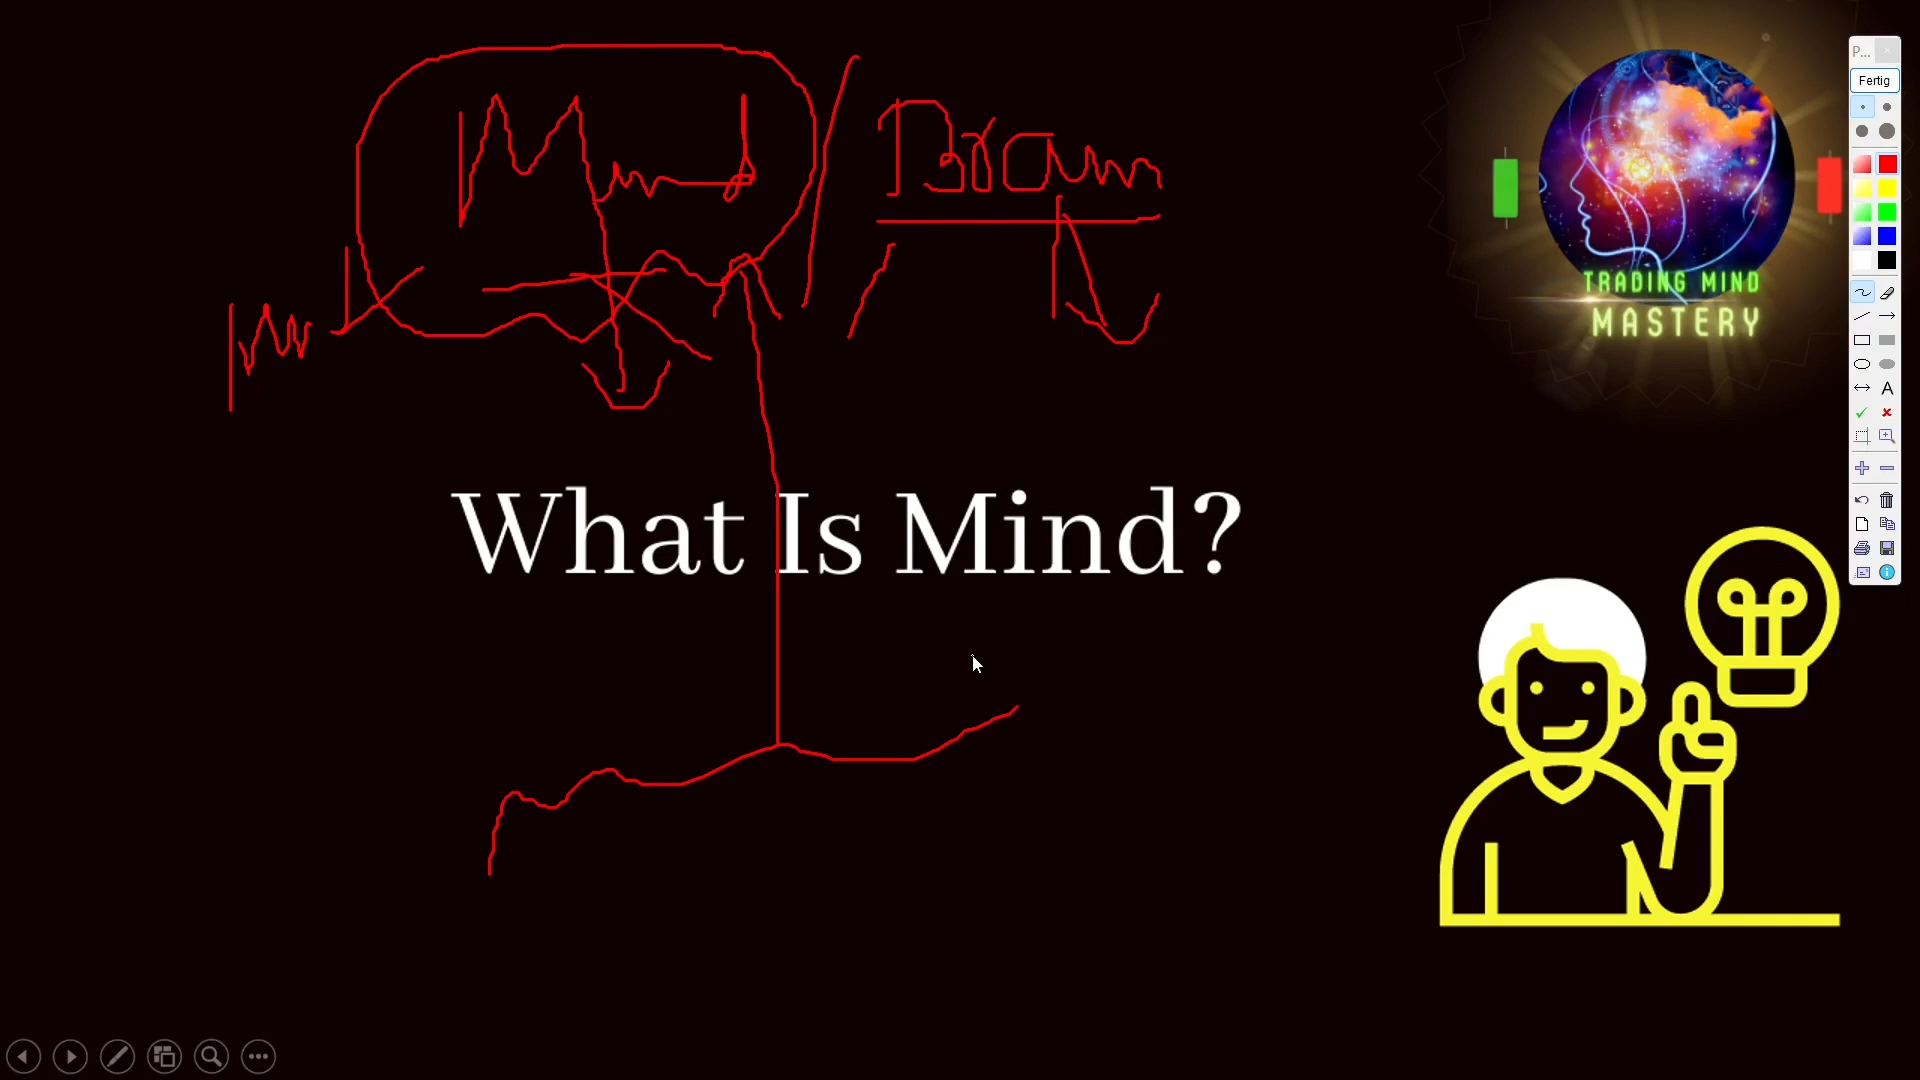 Mind / Brain
TRADING MIND
MASTERY
What Is Mind?
P...
Fertig
A